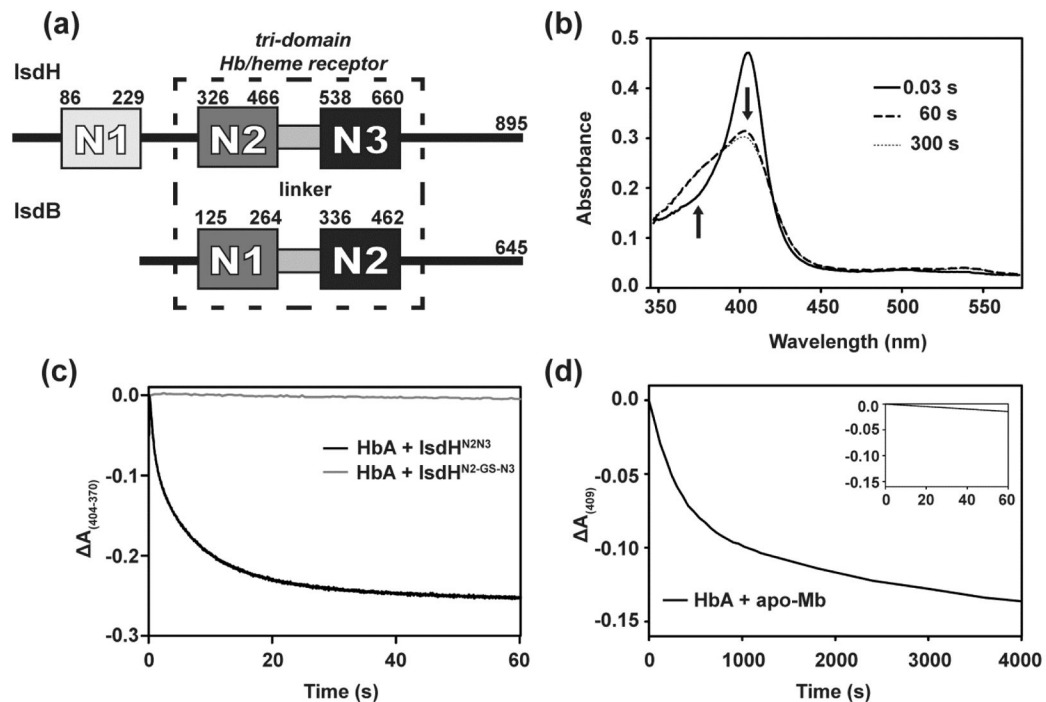 (a)
tri-domain
Hb/heme receptor
IsdH
86 229 326 466 538 660
895
N1 N2 N3
linker
IsdB
125 264 336 462
645
N1 N2
(b)
0.5
0.4
0.3
0.2
0.1
0.0
Absorbance
350 400 450 500 550
Wavelength (nm)
0.03 s
60 s
300 s
(c)
0.0
-0.1
-0.2
-0.3
ΔA(404-370)
0 20 40 60
Time (s)
HbA + IsdH^N2N3
HbA + IsdH^N2-GS-N3
(d)
0.0
-0.05
-0.10
-0.15
ΔA(409)
0 1000 2000 3000 4000
Time (s)
HbA + apo-Mb
0.0
-0.05
-0.10
-0.15
0 20 40 60